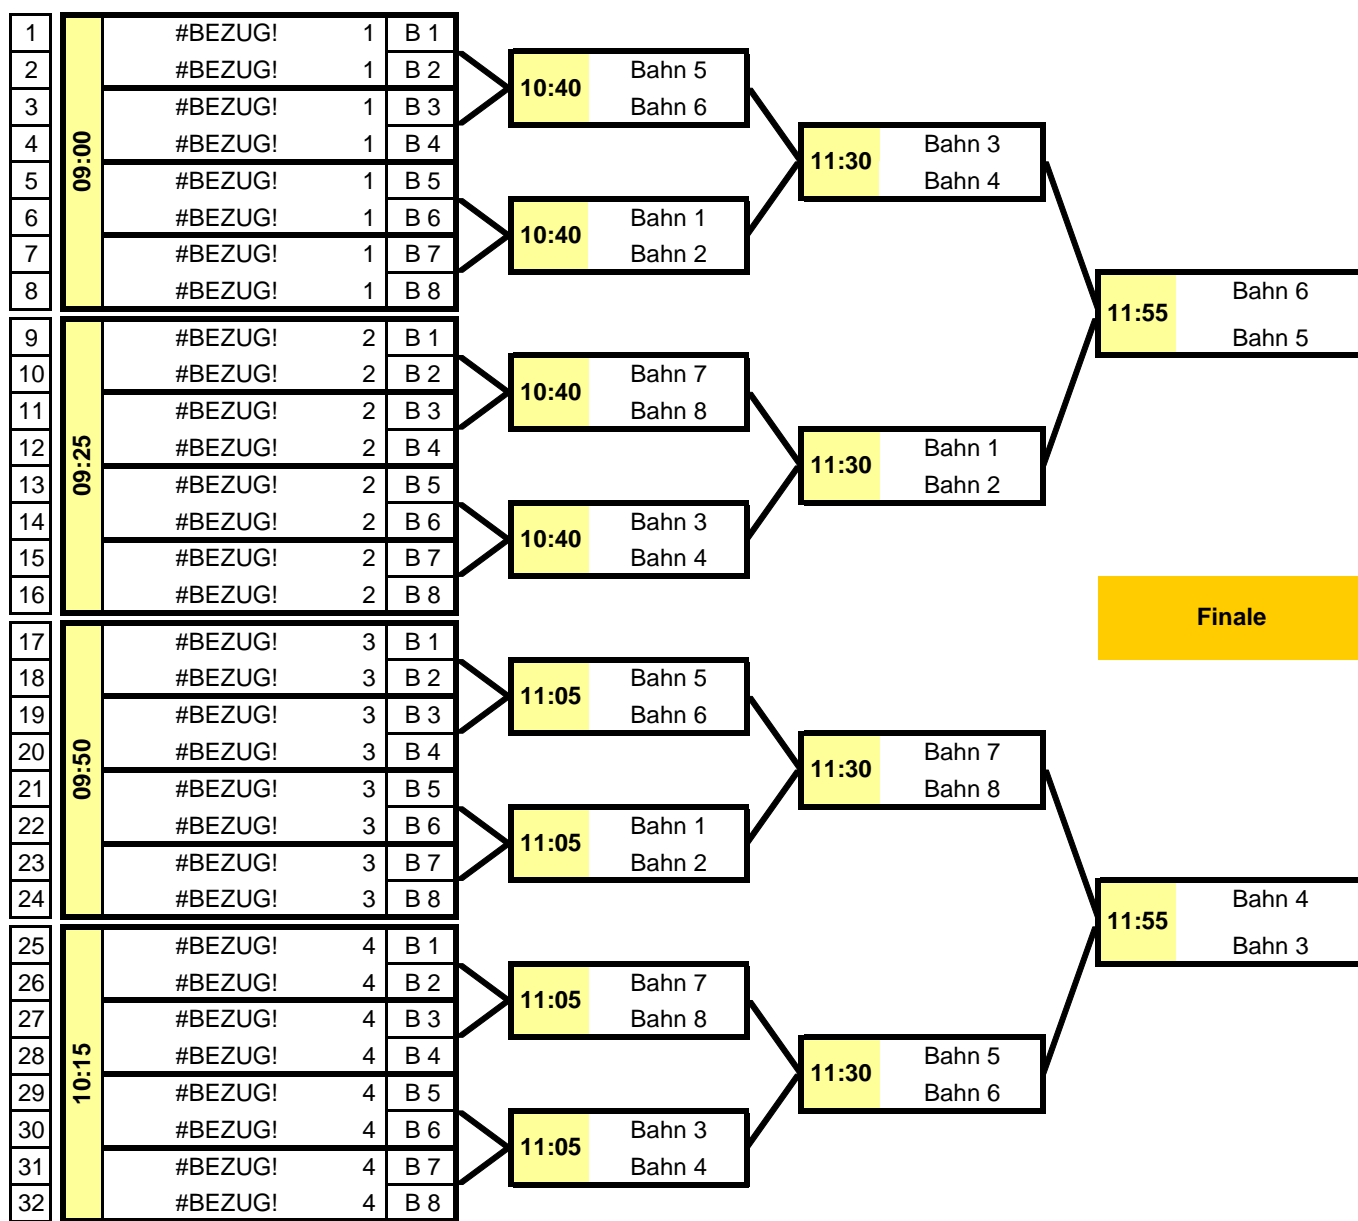 1 #BEZUG! 1 B 1
2 #BEZUG! 1 B 2
3 #BEZUG! 1 B 3
4 #BEZUG! 1 B 4
5 #BEZUG! 1 B 5
6 #BEZUG! 1 B 6
7 #BEZUG! 1 B 7
8 #BEZUG! 1 B 8
09:00
9 #BEZUG! 2 B 1
10 #BEZUG! 2 B 2
11 #BEZUG! 2 B 3
12 #BEZUG! 2 B 4
13 #BEZUG! 2 B 5
14 #BEZUG! 2 B 6
15 #BEZUG! 2 B 7
16 #BEZUG! 2 B 8
09:25
17 #BEZUG! 3 B 1
18 #BEZUG! 3 B 2
19 #BEZUG! 3 B 3
20 #BEZUG! 3 B 4
21 #BEZUG! 3 B 5
22 #BEZUG! 3 B 6
23 #BEZUG! 3 B 7
24 #BEZUG! 3 B 8
09:50
25 #BEZUG! 4 B 1
26 #BEZUG! 4 B 2
27 #BEZUG! 4 B 3
28 #BEZUG! 4 B 4
29 #BEZUG! 4 B 5
30 #BEZUG! 4 B 6
31 #BEZUG! 4 B 7
32 #BEZUG! 4 B 8
10:15
10:40
Bahn 5
Bahn 6
10:40
Bahn 1
Bahn 2
10:40
Bahn 7
Bahn 8
10:40
Bahn 3
Bahn 4
11:05
Bahn 5
Bahn 6
11:05
Bahn 1
Bahn 2
11:05
Bahn 7
Bahn 8
11:05
Bahn 3
Bahn 4
11:30
Bahn 3
Bahn 4
11:30
Bahn 1
Bahn 2
11:30
Bahn 7
Bahn 8
11:30
Bahn 5
Bahn 6
11:55
Bahn 6
Bahn 5
Finale
11:55
Bahn 4
Bahn 3